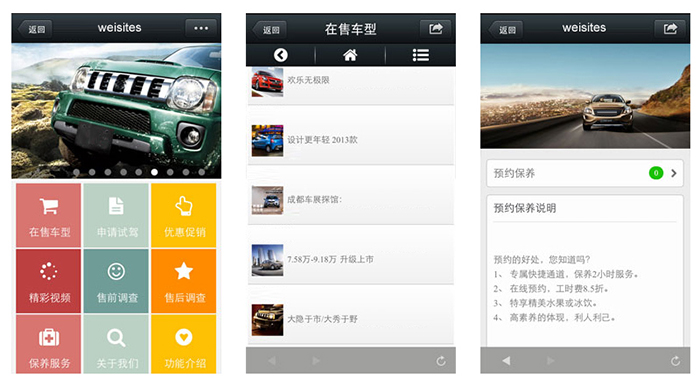 返回
weisites
在售车型
申请试驾
优惠促销
精彩视频
售前调查
售后调查
保养服务
关于我们
功能介绍
返回
在售车型
欢乐无极限
设计更年轻 2013款
成都车展探馆:
7.58万-9.18万 升级上市
大隐于市/大秀于野
返回
weisites
预约保养
0
预约保养说明
预约的好处，您知道吗？
1、 专属快捷通道，保养2小时服务。
2、 在线预约，工时费8.5折。
3、 特享精美水果或冰饮。
4、 高素养的体现，利人利己。